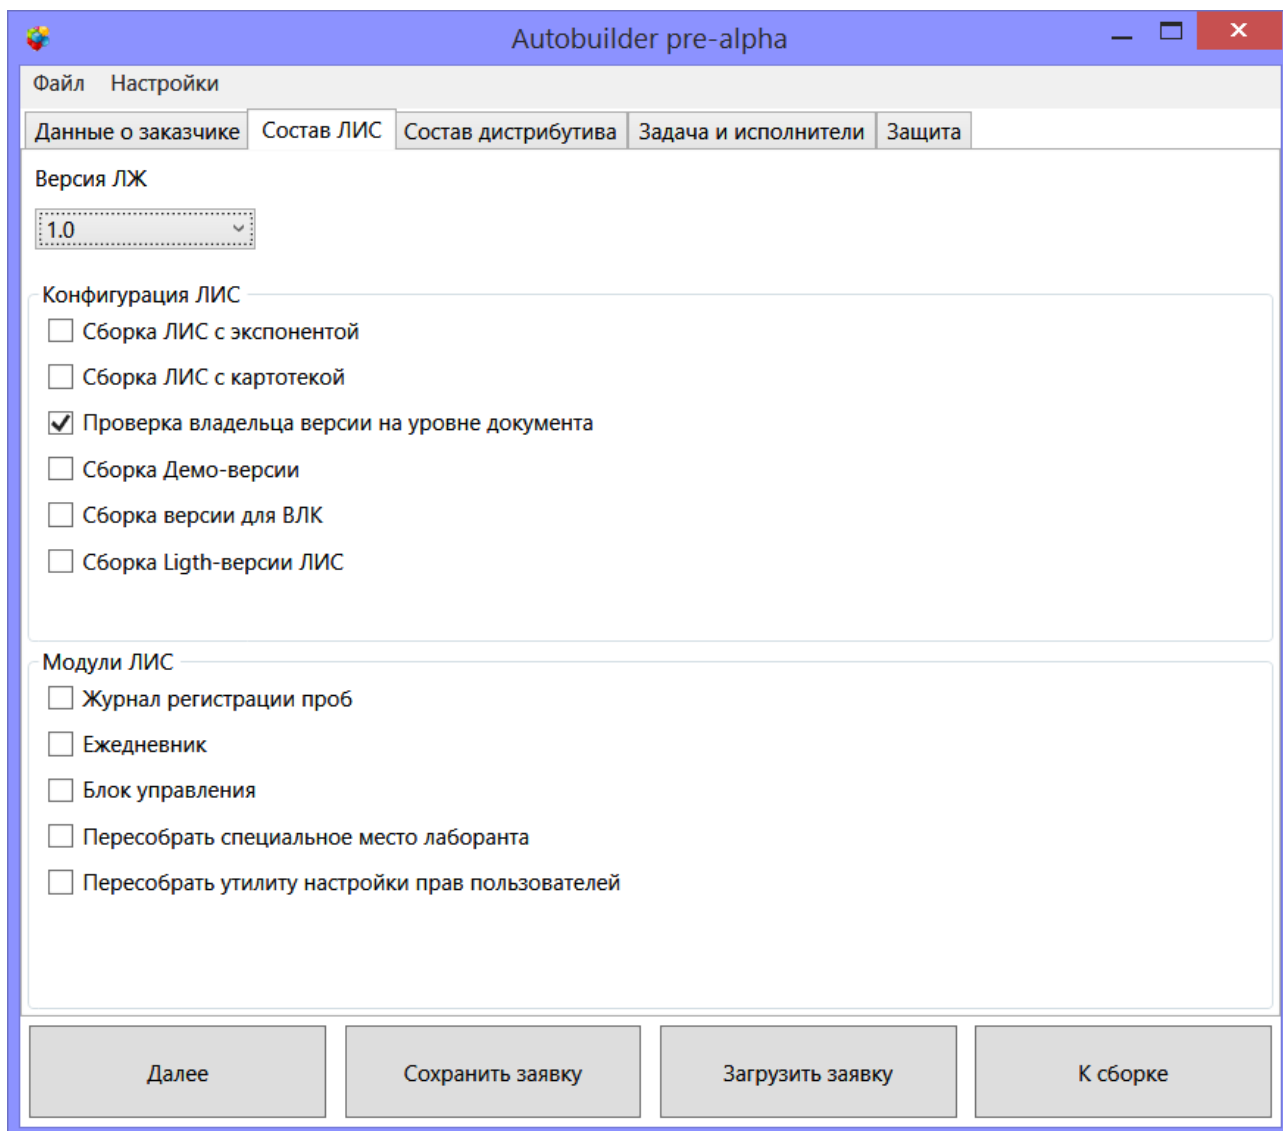 Autobuilder pre-alpha
Файл Настройки
Данные о заказчике Состав ЛИС Состав дистрибутива Задача и исполнители Защита
Версия ЛЖ
1.0
Конфигурация ЛИС
Сборка ЛИС с экспонентой
Сборка ЛИС с картотекой
Проверка владельца версии на уровне документа
Сборка Демо-версии
Сборка версии для ВЛК
Сборка Ligth-версии ЛИС
Модули ЛИС
Журнал регистрации проб
Ежедневник
Блок управления
Пересобрать специальное место лаборанта
Пересобрать утилиту настройки прав пользователей
Далее Сохранить заявку Загрузить заявку К сборке